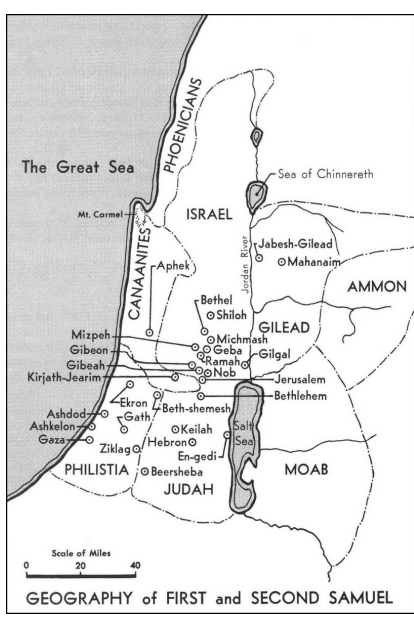 PHOENICIANS
The Great Sea
Sea of Chinnereth
ISRAEL
Mt. Carmel
CANAANITES
Jordan River
Jabesh-Gilead
Mahanaim
Aphek
AMMON
Bethel
Shiloh
GILEAD
Mizpeh
Michmash
Gibeon
Geba
Ramah
Gilgal
Gibeah
Nob
Kirjath-Jearim
Jerusalem
Ekron
Beth-shemesh
Bethlehem
Ashdod
Gath
Ashkelon
Keilah
Salt
Sea
Gaza
Hebron
Ziklag
En-gedi
PHILISTIA
Beersheba
MOAB
JUDAH
Scale of Miles
0 20 40
GEOGRAPHY of FIRST and SECOND SAMUEL